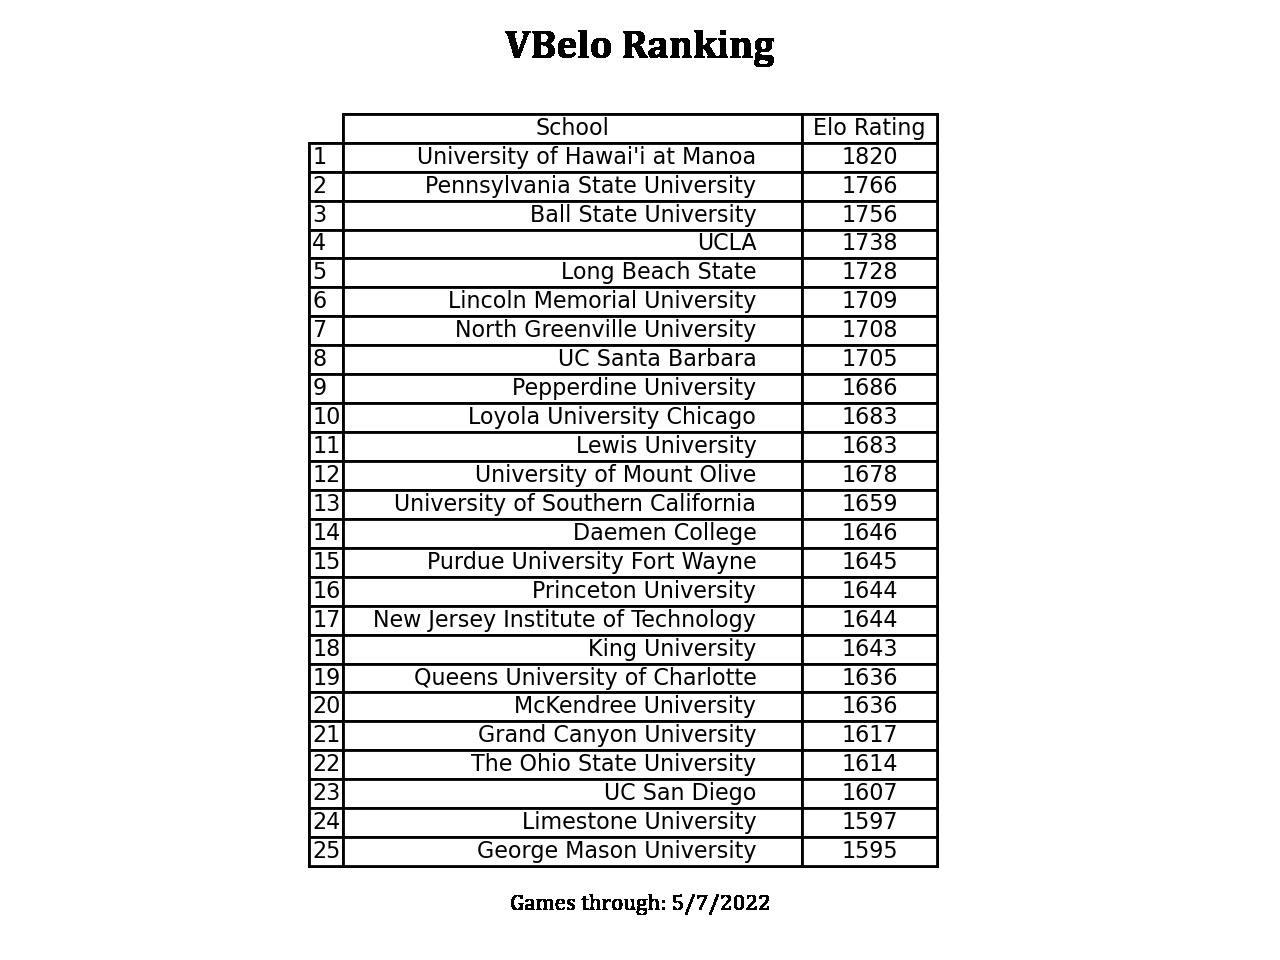 VBelo Ranking
School Elo Rating
1 University of Hawai'i at Manoa 1820
2 Pennsylvania State University 1766
3 Ball State University 1756
4 UCLA 1738
5 Long Beach State 1728
6 Lincoln Memorial University 1709
7 North Greenville University 1708
8 UC Santa Barbara 1705
9 Pepperdine University 1686
10 Loyola University Chicago 1683
11 Lewis University 1683
12 University of Mount Olive 1678
13 University of Southern California 1659
14 Daemen College 1646
15 Purdue University Fort Wayne 1645
16 Princeton University 1644
17 New Jersey Institute of Technology 1644
18 King University 1643
19 Queens University of Charlotte 1636
20 McKendree University 1636
21 Grand Canyon University 1617
22 The Ohio State University 1614
23 UC San Diego 1607
24 Limestone University 1597
25 George Mason University 1595
Games through: 5/7/2022